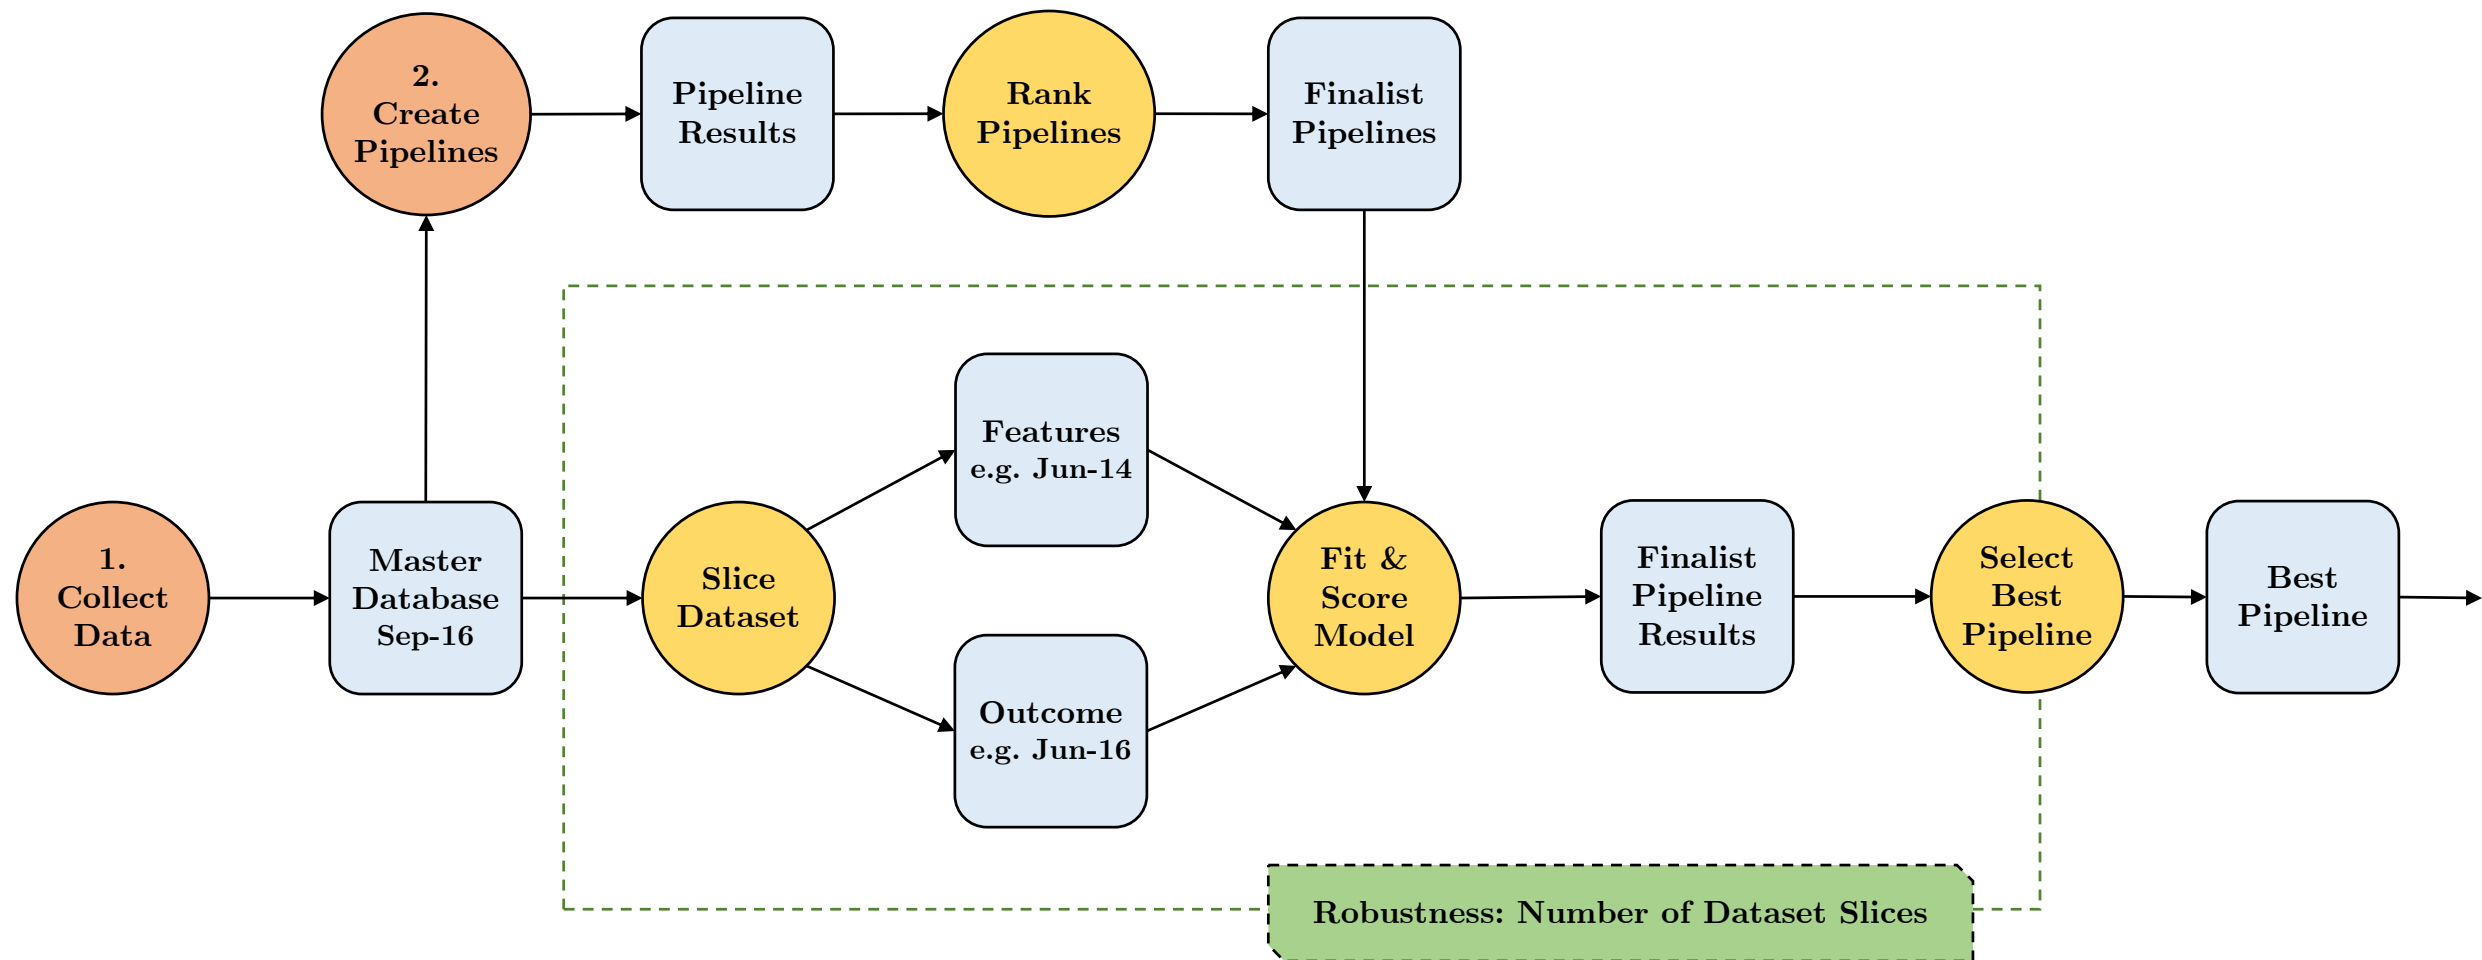 2.
Create
Pipelines
Pipeline
Results
Rank
Pipelines
Finalist
Pipelines
1.
Collect
Data
Master
Database
Sep-16
Slice
Dataset
Features
e.g. Jun-14
Outcome
e.g. Jun-16
Fit &
Score
Model
Finalist
Pipeline
Results
Select
Best
Pipeline
Best
Pipeline
Robustness: Number of Dataset Slices